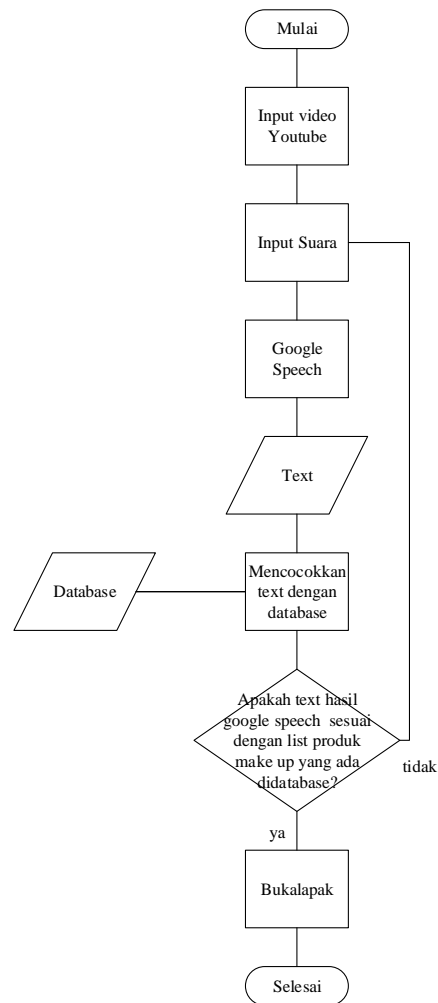 Mulai
Input video
Youtube
Input Suara
Google
Speech
Text
Database
Mencocokkan
text dengan
database
Apakah text hasil
google speech sesuai
dengan list produk
make up yang ada
didatabase?
tidak
ya
Bukalapak
Selesai